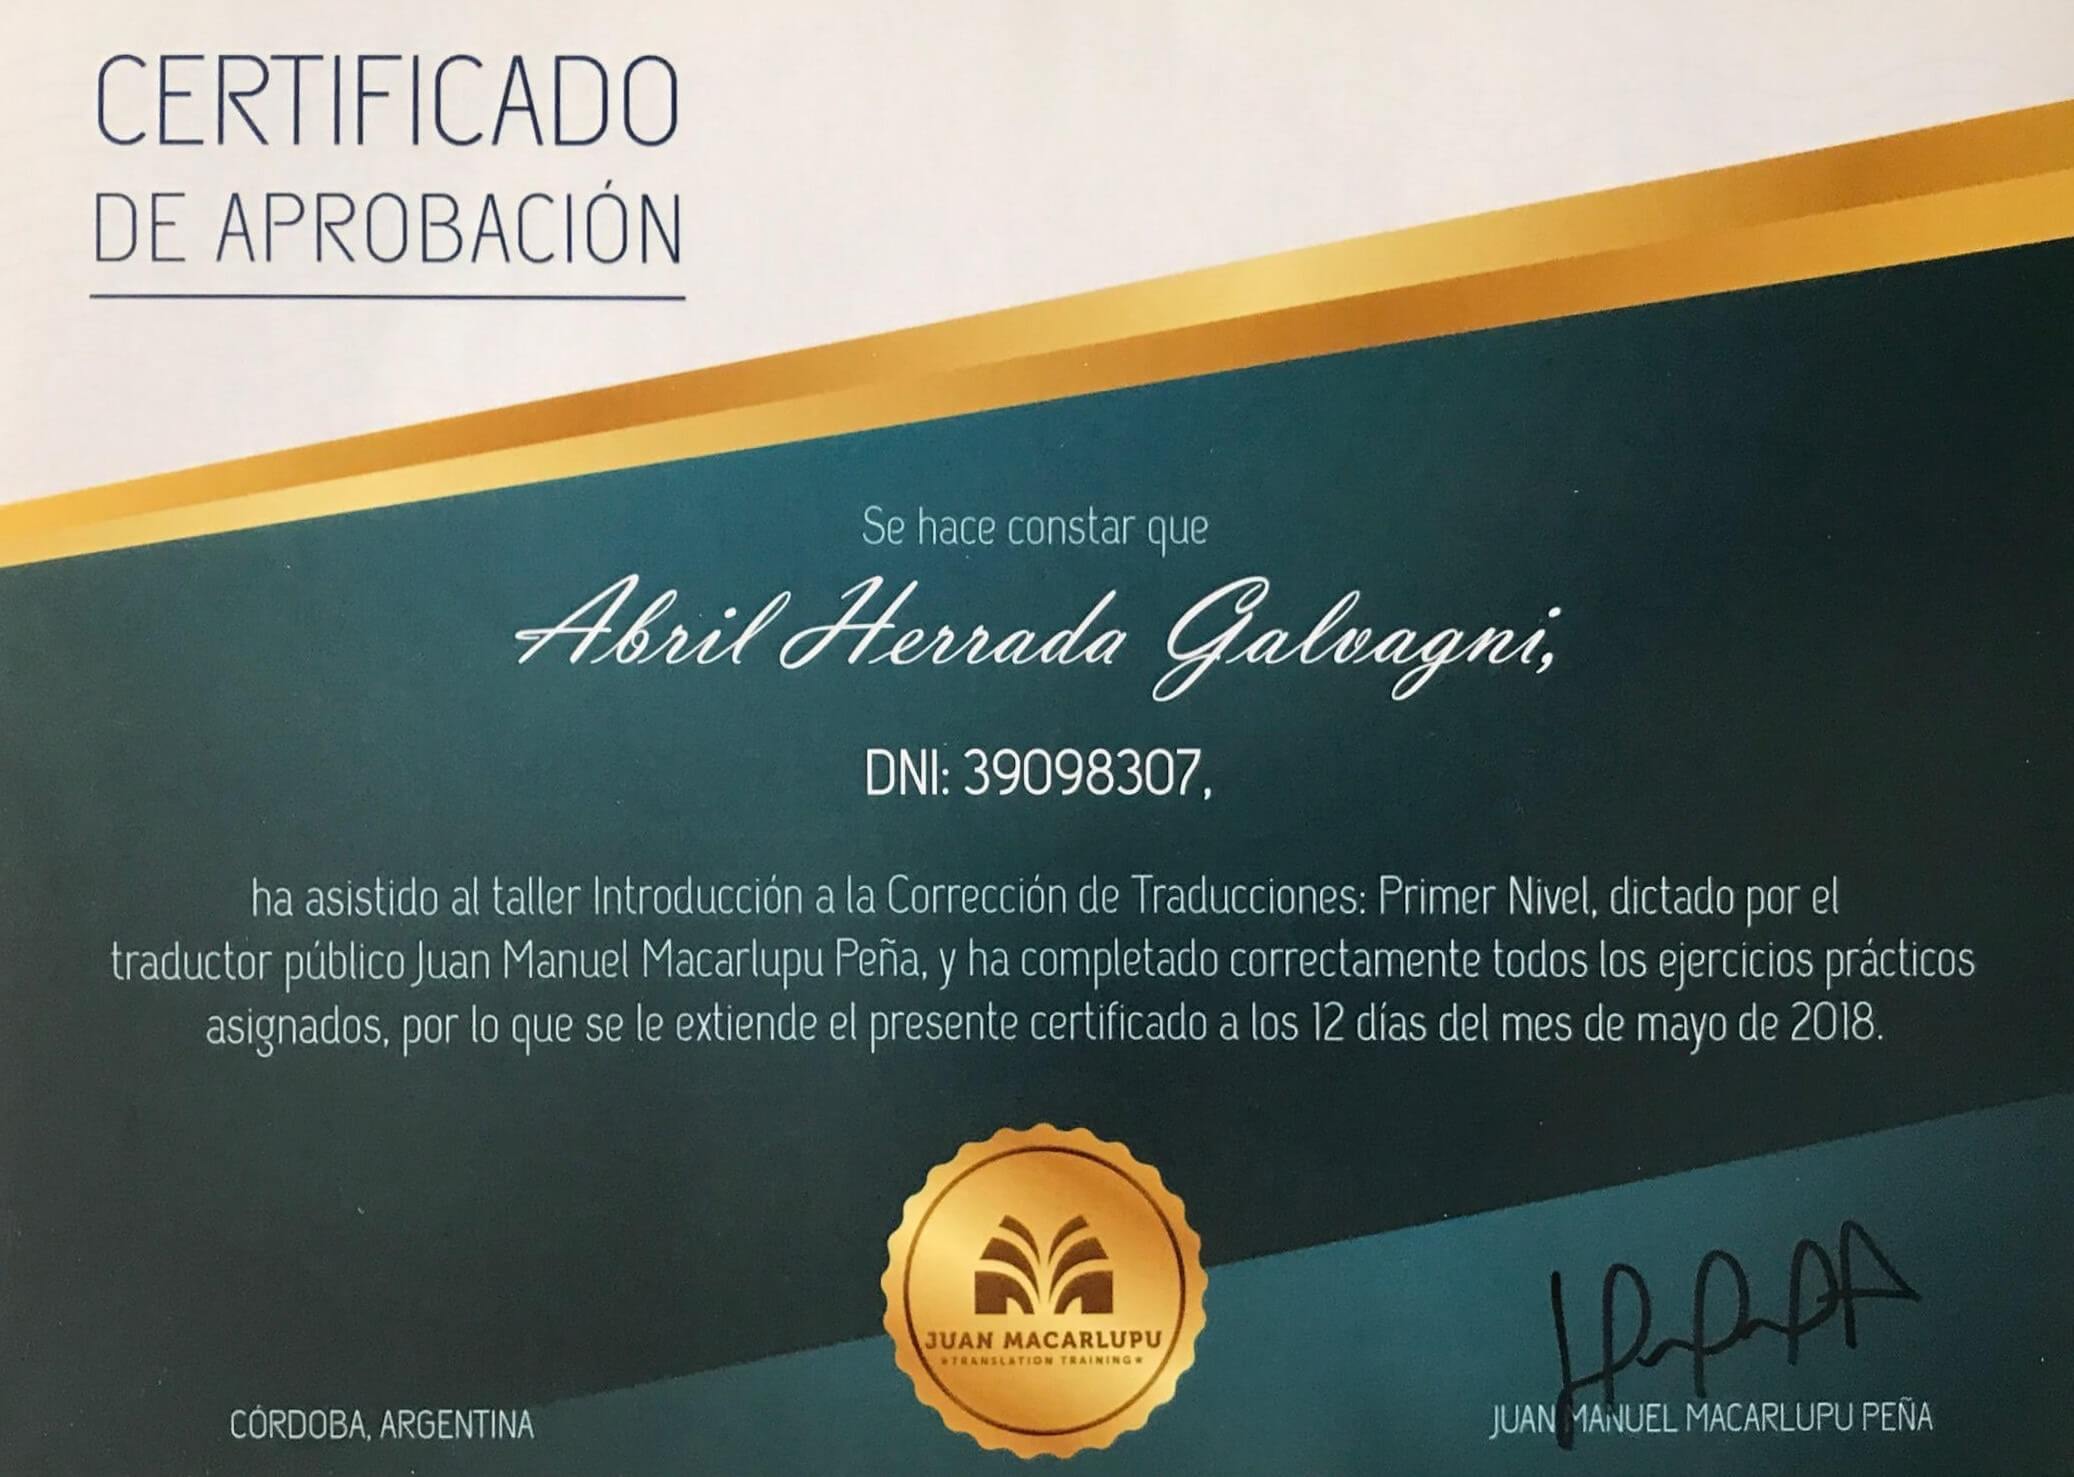 CERTIFICADO
DE APROBACIÓN
Se hace constar que
Abril Herrada Galvagni,
DNI: 39098307,
ha asistido al taller Introducción a la Corrección de Traducciones: Primer Nivel, dictado por el
traductor público Juan Manuel Macarlupu Peña, y ha completado correctamente todos los ejercicios prácticos
asignados, por lo que se le extiende el presente certificado a los 12 días del mes de mayo de 2018.
JUAN MACARLUPU
★TRANSLATION TRAINING★
CÓRDOBA, ARGENTINA
JUAN MANUEL MACARLUPU PEÑA